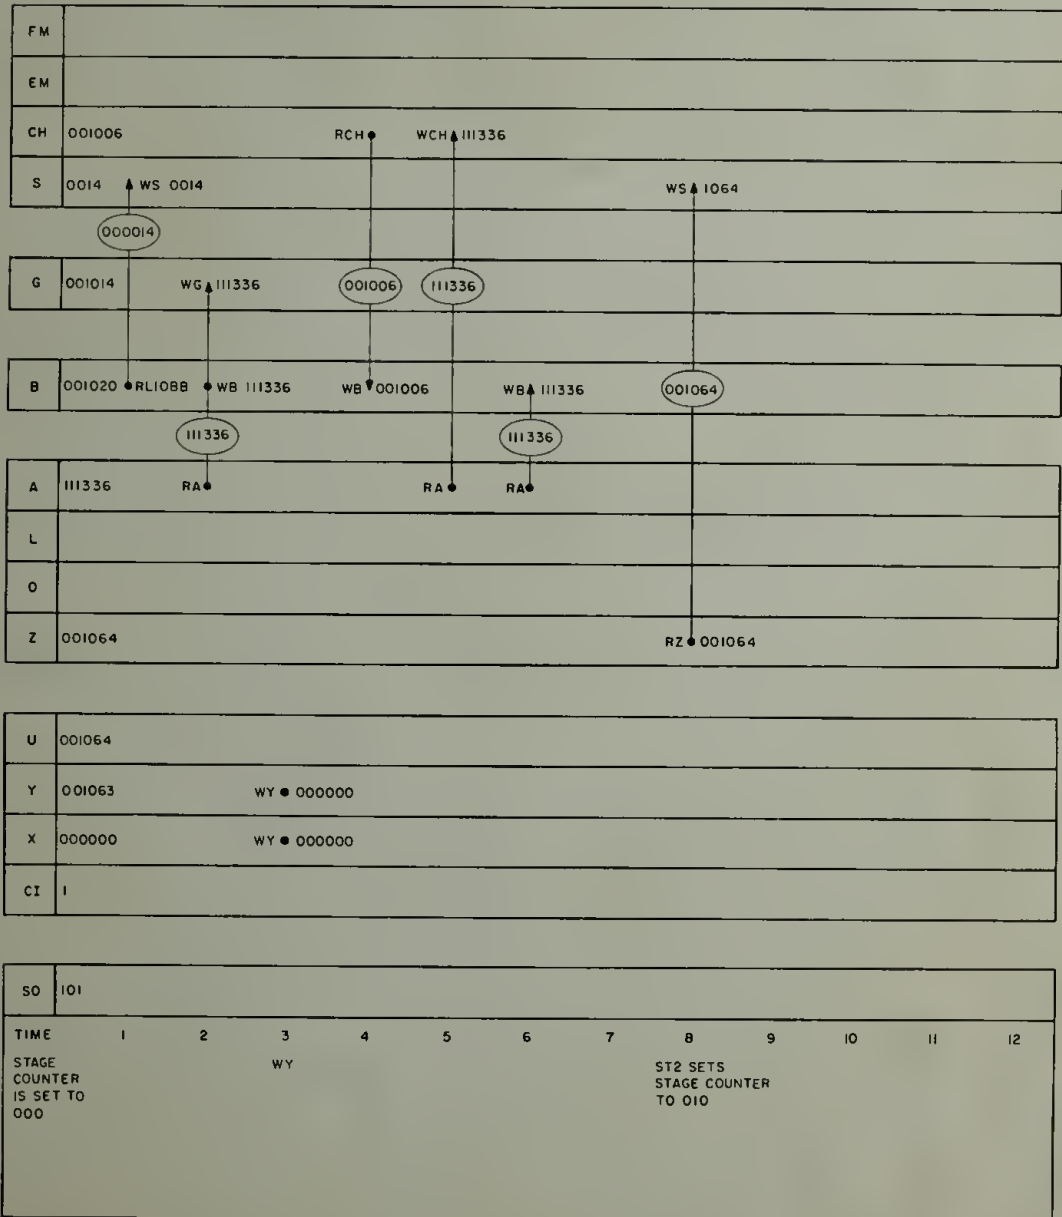 FM
EM
CH 001006 RCH WCH 111336
S 0014 WS 0014 WS 1064
000014
G 001014 WG 111336 001006 111336
B 001020 RL10BB WB 111336 WB 001006 WB 111336 001064
111336 111336
A 111336 RA RA RA
L
O
Z 001064 RZ 001064
U 001064
Y 001063 WY 000000
X 000000 WY 000000
CI 1
SO 101
TIME 1 2 3 4 5 6 7 8 9 10 11 12
STAGE WY ST2 SETS
COUNTER STAGE COUNTER
IS SET TO TO 010
000